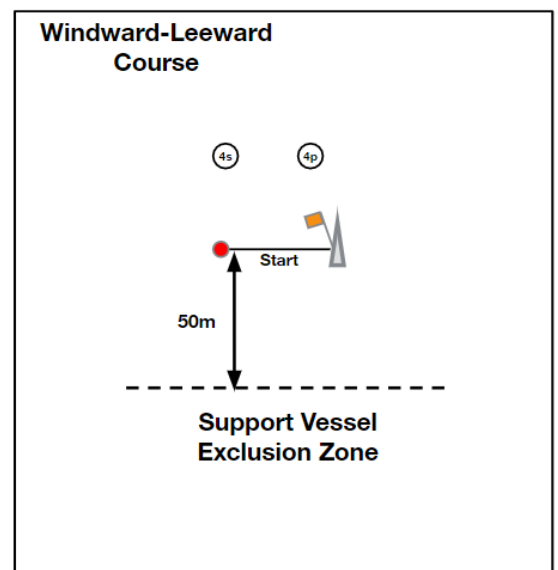 Windward-Leeward
Course
4s
4p
Start
50m
Support Vessel
Exclusion Zone